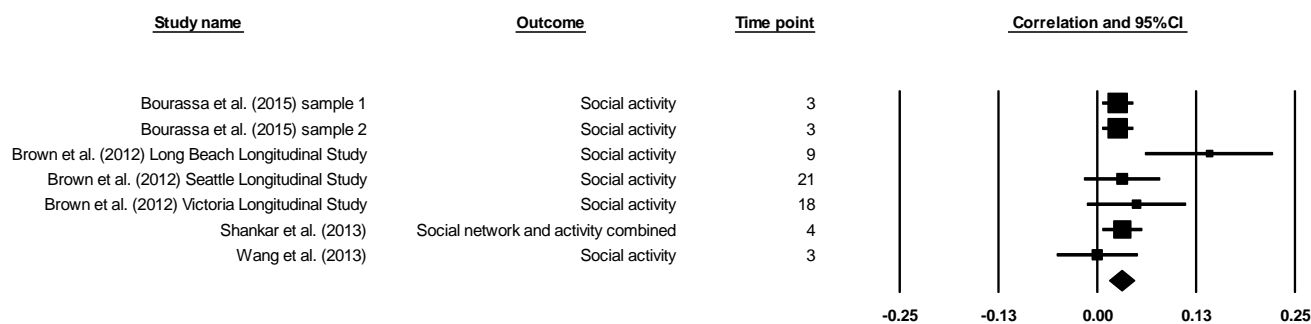 Study name Outcome Time point Correlation and 95%CI
Bourassa et al. (2015) sample 1 Social activity 3
Bourassa et al. (2015) sample 2 Social activity 3
Brown et al. (2012) Long Beach Longitudinal Study Social activity 9
Brown et al. (2012) Seattle Longitudinal Study Social activity 21
Brown et al. (2012) Victoria Longitudinal Study Social activity 18
Shankar et al. (2013) Social network and activity combined 4
Wang et al. (2013) Social activity 3
-0.25 -0.13 0.00 0.13 0.25